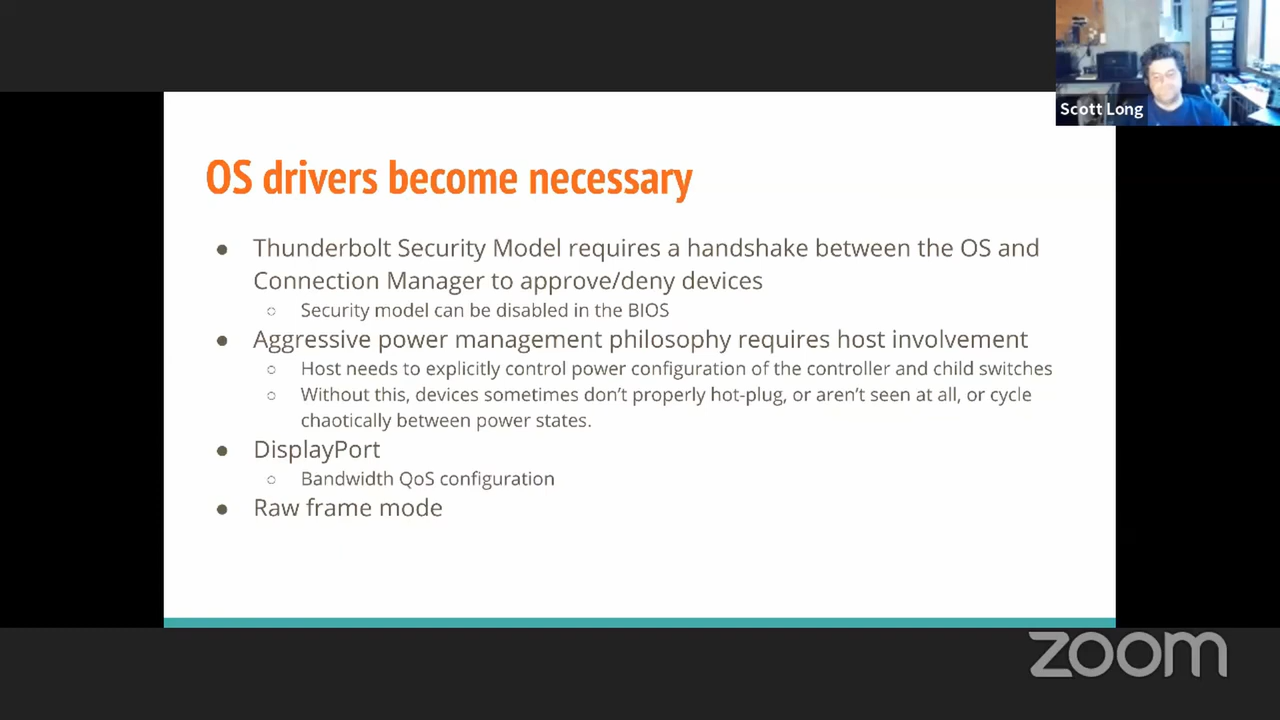 Scott Long
OS drivers become necessary
● Thunderbolt Security Model requires a handshake between the OS and
Connection Manager to approve/deny devices
○ Security model can be disabled in the BIOS
● Aggressive power management philosophy requires host involvement
○ Host needs to explicitly control power configuration of the controller and child switches
○ Without this, devices sometimes don’t properly hot-plug, or aren’t seen at all, or cycle
chaotically between power states.
● DisplayPort
○ Bandwidth QoS configuration
● Raw frame mode
zoom